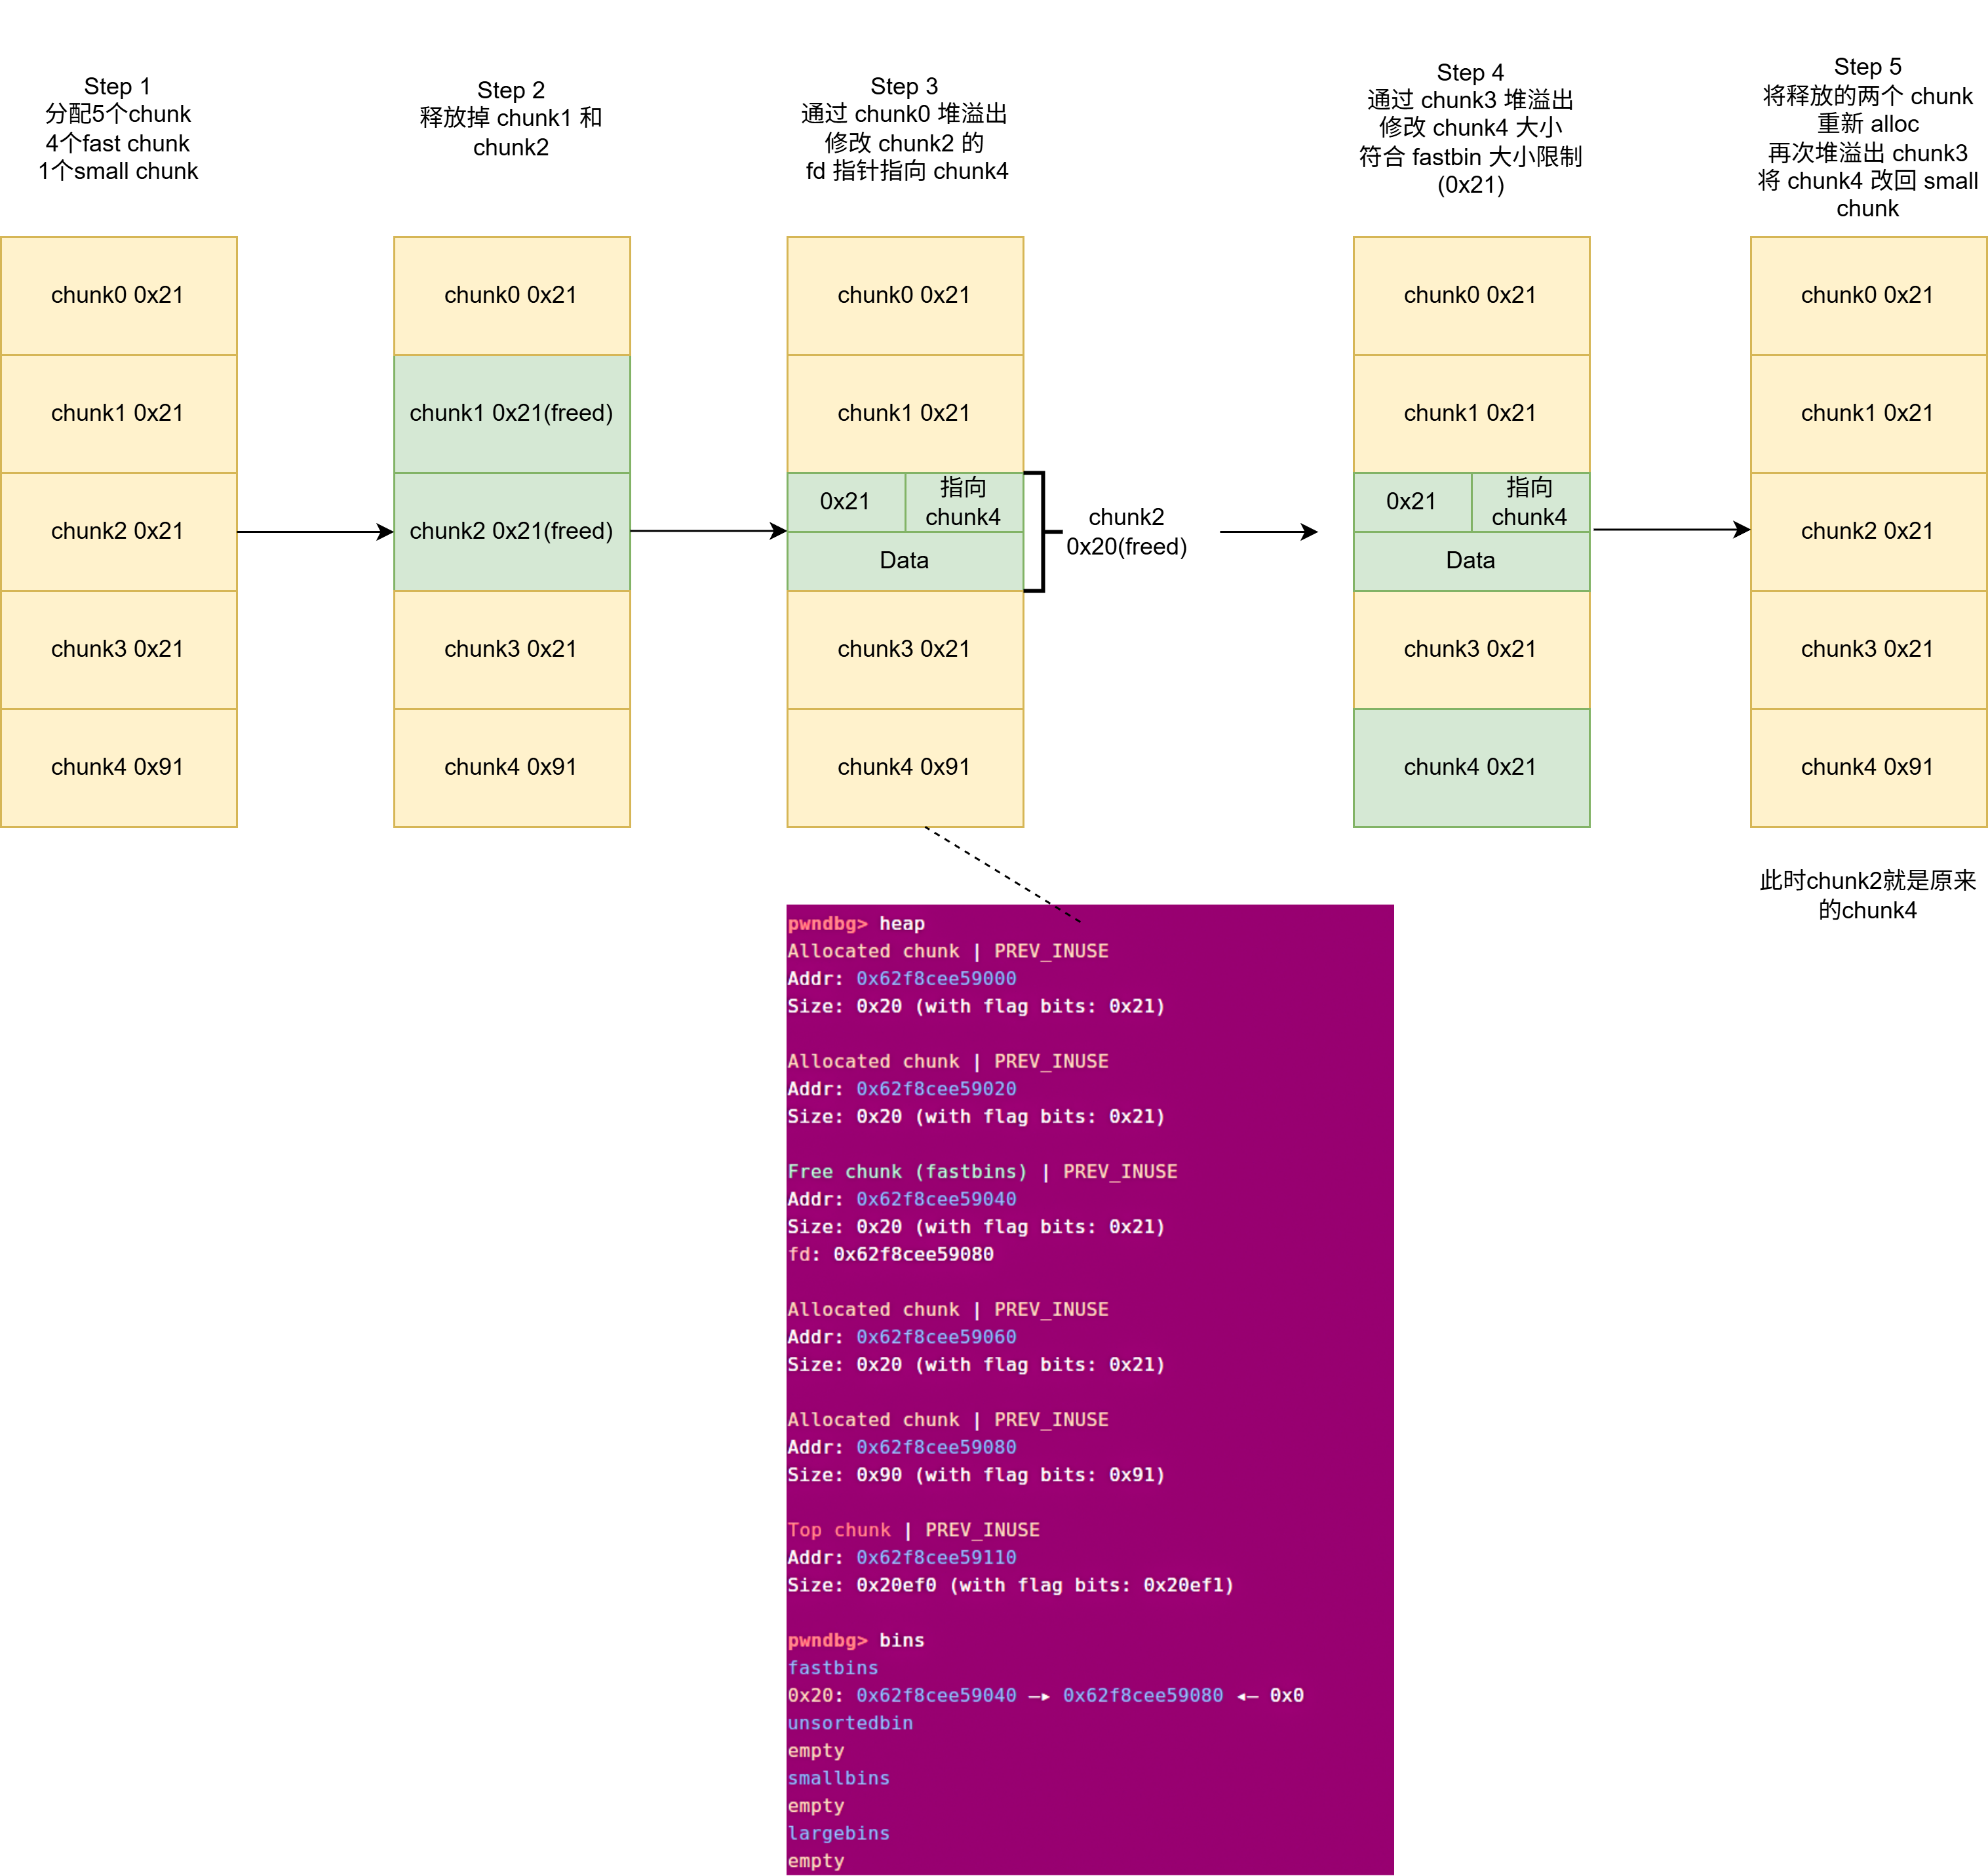 Step 1
分配5个chunk
4个fast chunk
1个small chunk
Step 2
释放掉 chunk1 和
chunk2
Step 3
通过 chunk0 堆溢出
修改 chunk2 的
fd 指针指向 chunk4
Step 4
通过 chunk3 堆溢出
修改 chunk4 大小
符合 fastbin 大小限制
(0x21)
Step 5
将释放的两个 chunk
重新 alloc
再次堆溢出 chunk3
将 chunk4 改回 small
chunk
chunk0 0x21
chunk1 0x21
chunk2 0x21
chunk3 0x21
chunk4 0x91
chunk0 0x21
chunk1 0x21(freed)
chunk2 0x21(freed)
chunk3 0x21
chunk4 0x91
chunk0 0x21
chunk1 0x21
0x21
指向
chunk4
Data
chunk3 0x21
chunk4 0x91
chunk2
0x20(freed)
chunk0 0x21
chunk1 0x21
0x21
指向
chunk4
Data
chunk3 0x21
chunk4 0x21
chunk0 0x21
chunk1 0x21
chunk2 0x21
chunk3 0x21
chunk4 0x91
此时chunk2就是原来
的chunk4
pwndbg> heap
Allocated chunk | PREV_INUSE
Addr: 0x62f8cee59000
Size: 0x20 (with flag bits: 0x21)
Allocated chunk | PREV_INUSE
Addr: 0x62f8cee59020
Size: 0x20 (with flag bits: 0x21)
Free chunk (fastbins) | PREV_INUSE
Addr: 0x62f8cee59040
Size: 0x20 (with flag bits: 0x21)
fd: 0x62f8cee59080
Allocated chunk | PREV_INUSE
Addr: 0x62f8cee59060
Size: 0x20 (with flag bits: 0x21)
Allocated chunk | PREV_INUSE
Addr: 0x62f8cee59080
Size: 0x90 (with flag bits: 0x91)
Top chunk | PREV_INUSE
Addr: 0x62f8cee59110
Size: 0x20ef0 (with flag bits: 0x20ef1)
pwndbg> bins
fastbins
0x20: 0x62f8cee59040 —▸ 0x62f8cee59080 ◂— 0x0
unsortedbin
empty
smallbins
empty
largebins
empty